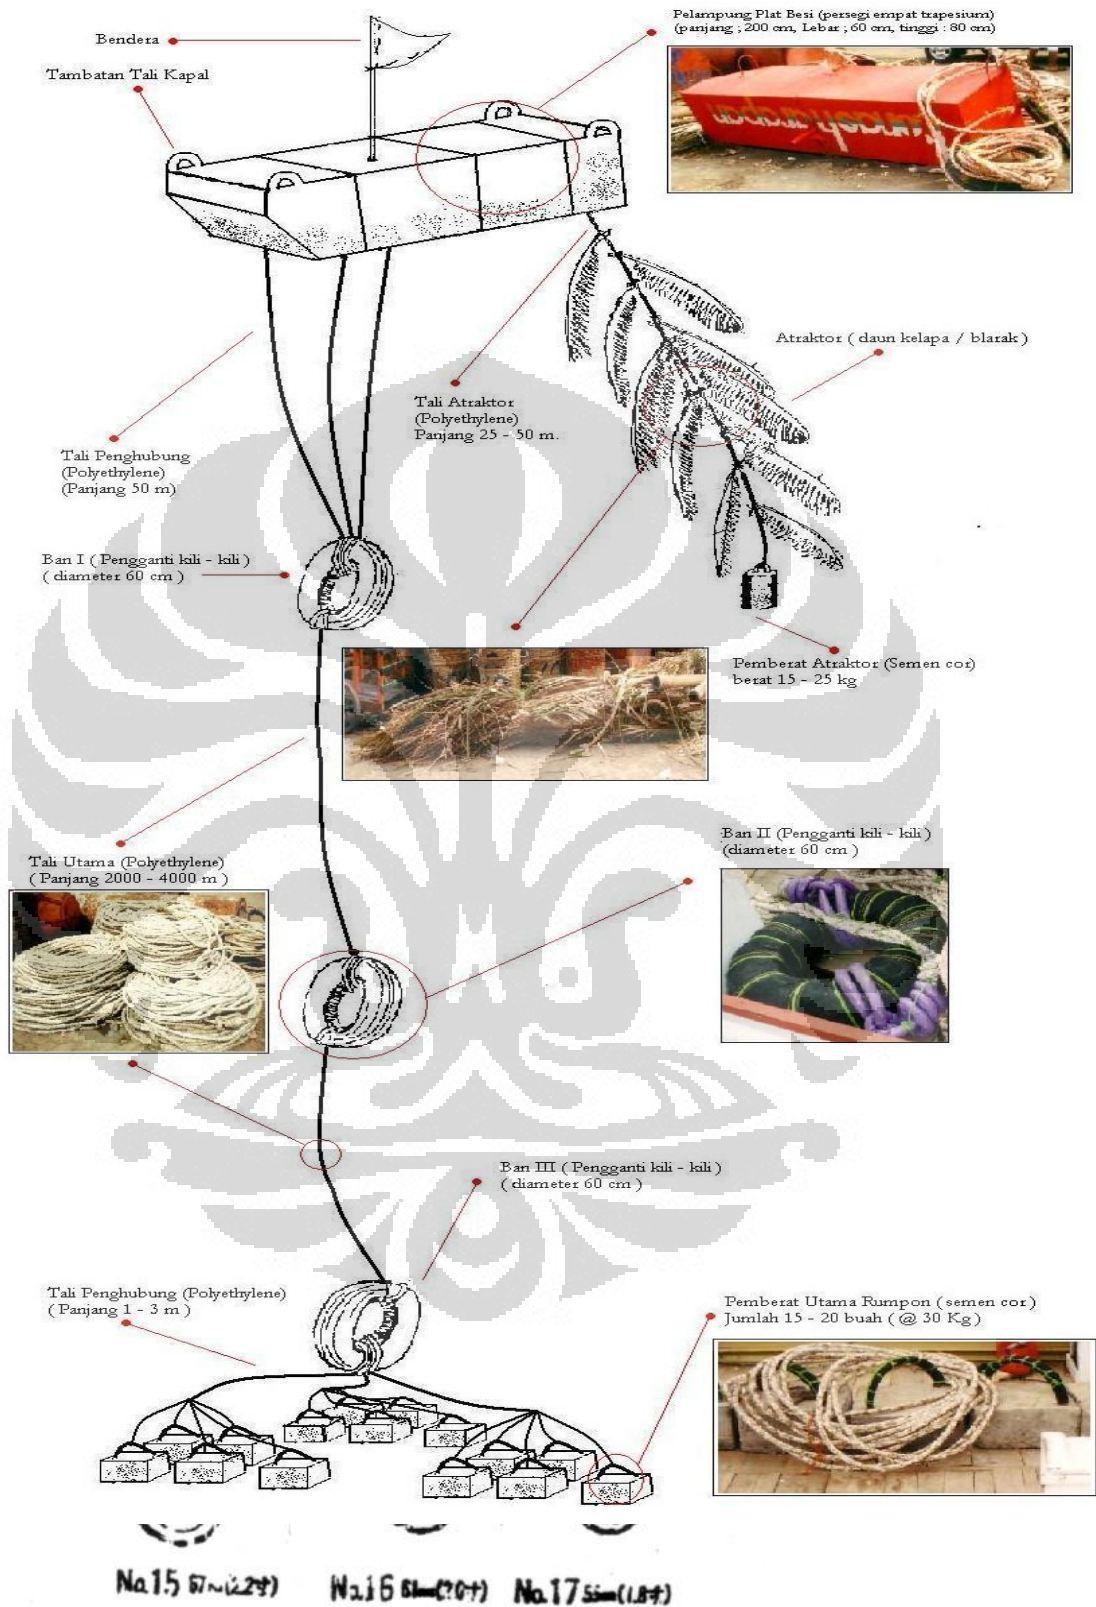 Bendera
Tambatan Tali Kapal
Pelampung Plat Besi (persegi empat trapesium)
(panjang ; 200 cm, Lebar ; 60 cm, tinggi : 80 cm)
Atraktor ( daun kelapa / blarak )
Tali Atraktor
(Polyethylene)
Panjang 25 - 50 m.
Tali Penghubung
(Polyethylene)
(Panjang 50 m)
Ban I ( Pengganti kili - kili )
( diameter 60 cm )
Pemberat Atraktor (Semen cor)
berat 15 - 25 kg
Ban II (Pengganti kili - kili )
(diameter 60 cm )
Tali Utama (Polyethylene)
( Panjang 2000 - 4000 m )
Ban III ( Pengganti kili - kili )
( diameter 60 cm )
Tali Penghubung (Polyethylene)
( Panjang 1 - 3 m )
Pemberat Utama Rumpon ( semen cor )
Jumlah 15 - 20 buah ( @ 30 Kg )
No.15 No.16 No.17